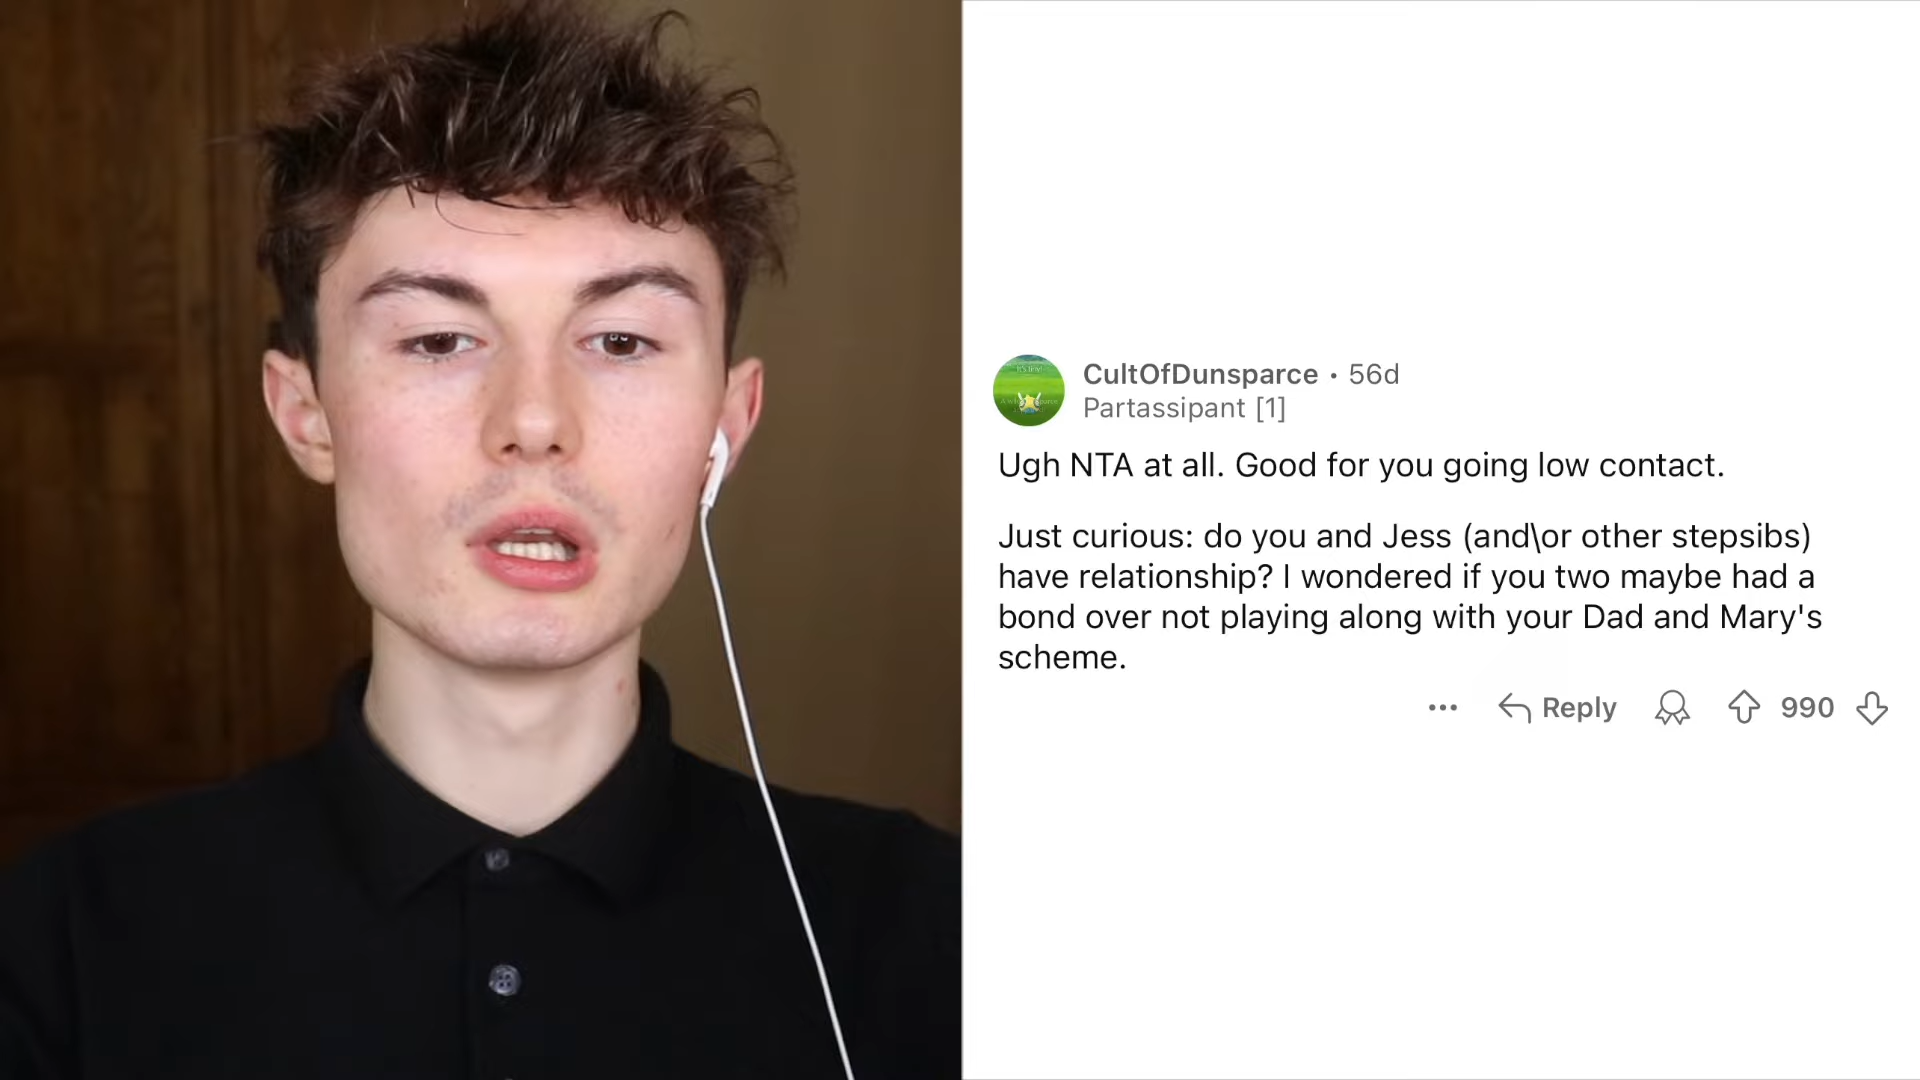 CultOfDunsparce • 56d
Partassipant [1]
Ugh NTA at all. Good for you going low contact.
Just curious: do you and Jess (and\or other stepsibs)
have relationship? I wondered if you two maybe had a
bond over not playing along with your Dad and Mary's
scheme.
... Reply 990